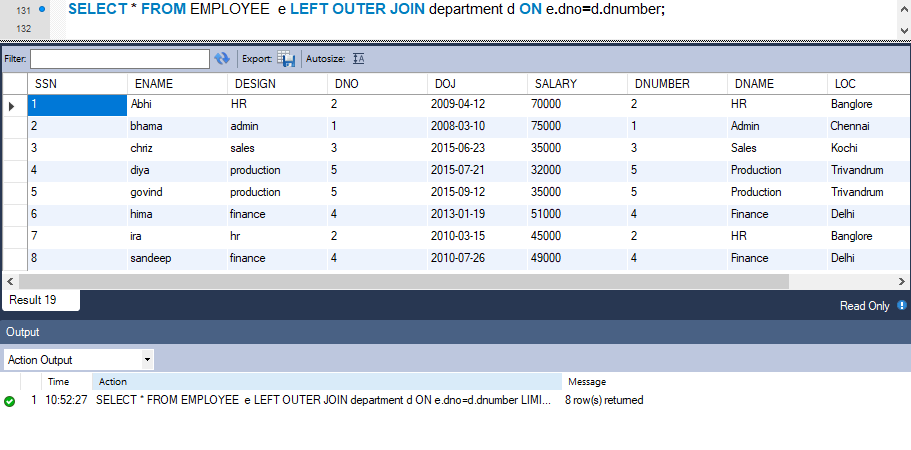 131 SELECT * FROM EMPLOYEE e LEFT OUTER JOIN department d ON e.dno=d.dnumber;
132
Filter: Export: Autosize:
SSN ENAME DESIGN DNO DOJ SALARY DNUMBER DNAME LOC
1 Abhi HR 2 2009-04-12 70000 2 HR Banglore
2 bhama admin 1 2008-03-10 75000 1 Admin Chennai
3 chriz sales 3 2015-06-23 35000 3 Sales Kochi
4 diya production 5 2015-07-21 32000 5 Production Trivandrum
5 govind production 5 2015-09-12 35000 5 Production Trivandrum
6 hima finance 4 2013-01-19 51000 4 Finance Delhi
7 ira hr 2 2010-03-15 45000 2 HR Banglore
8 sandeep finance 4 2010-07-26 49000 4 Finance Delhi
Result 19
Read Only
Output
Action Output
Time Action Message
1 10:52:27 SELECT * FROM EMPLOYEE e LEFT OUTER JOIN department d ON e.dno=d.dnumber LIMI... 8 row(s) returned